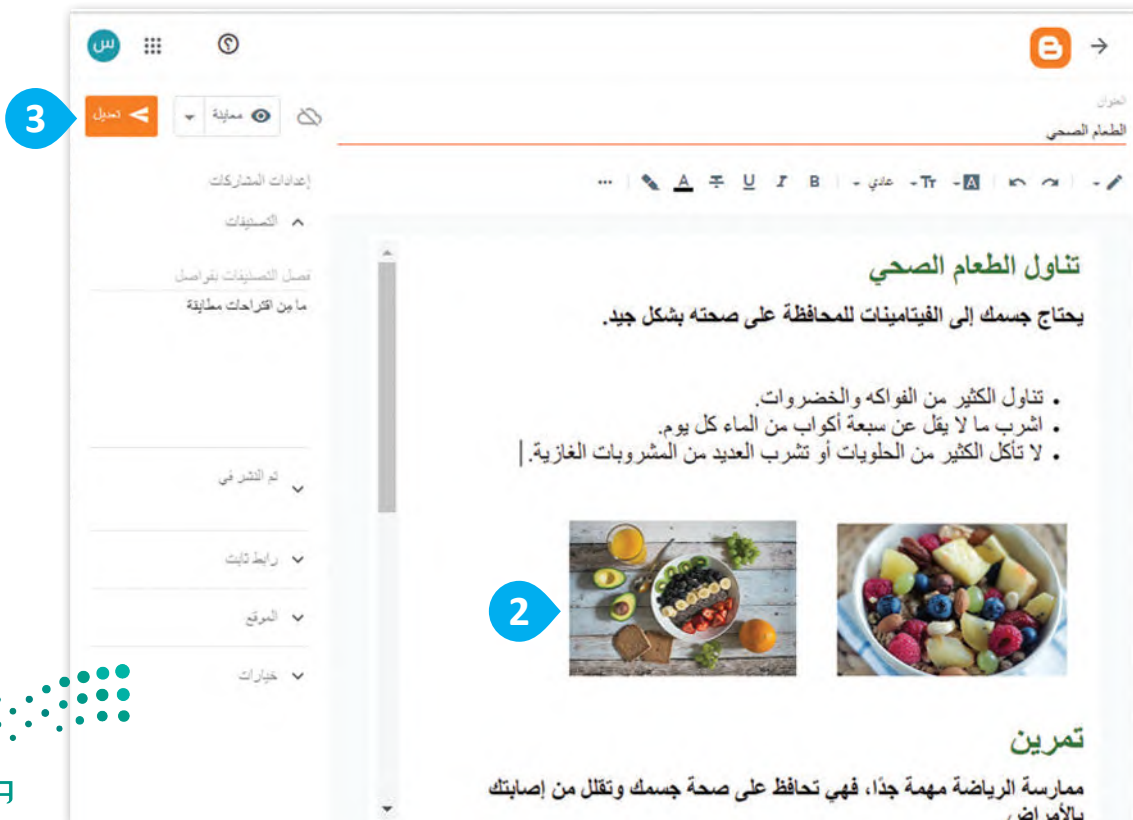 س
؟
العنوان
الطعام الصحي
3
تعديل
معاينة
عادي
Tт
A
B
I
U
A
...
إعدادات المشاركات
التصنيفات
فصل التصنيفات بفواصل
ما من اقتراحات مطابقة
تم النشر في
رابط ثابت
الموقع
خيارات
تناول الطعام الصحي
يحتاج جسمك إلى الفيتامينات للمحافظة على صحته بشكل جيد.
• تناول الكثير من الفواكه والخضروات.
• اشرب ما لا يقل عن سبعة أكواب من الماء كل يوم.
• لا تأكل الكثير من الحلويات أو تشرب العديد من المشروبات الغازية.
2
تمرين
ممارسة الرياضة مهمة جدًا، فهي تحافظ على صحة جسمك وتقلل من إصابتك
بالأمراض